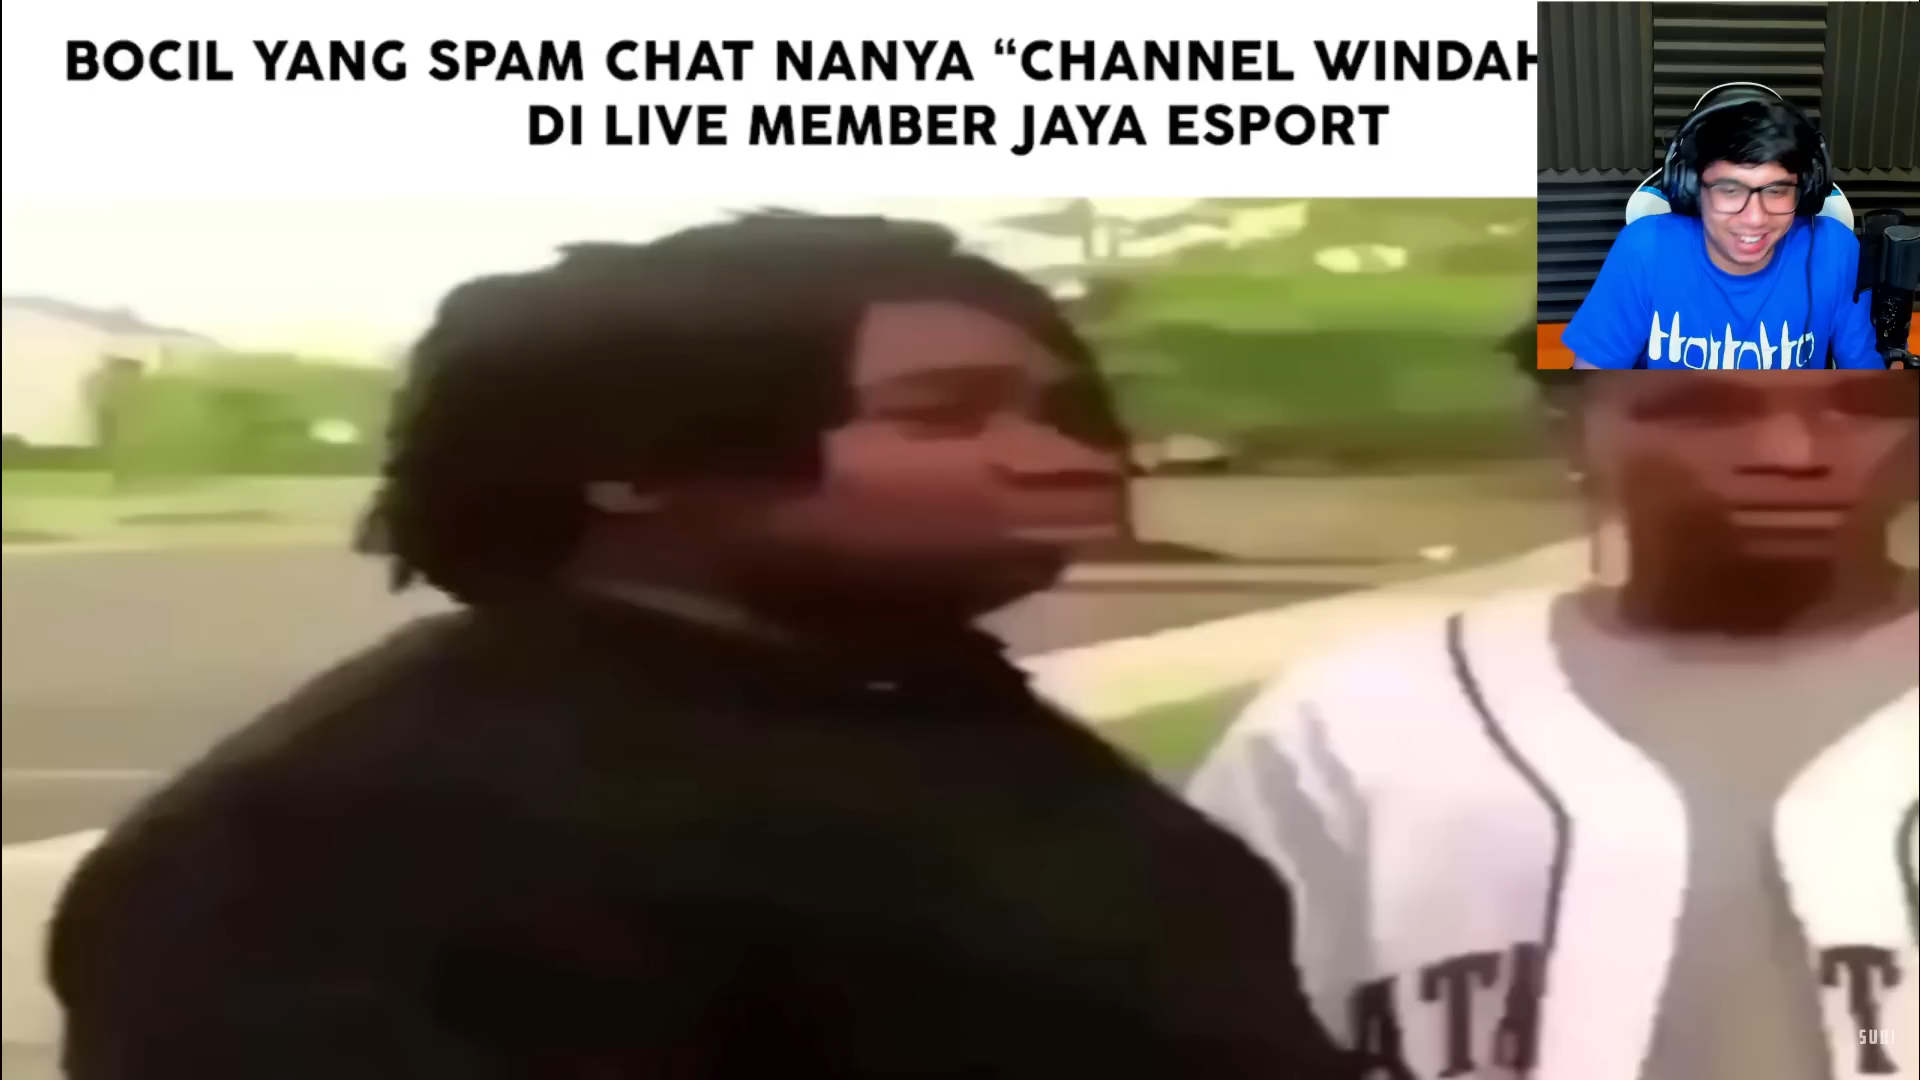 BOCIL YANG SPAM CHAT NANYA “CHANNEL WINDAH
DI LIVE MEMBER JAYA ESPORT